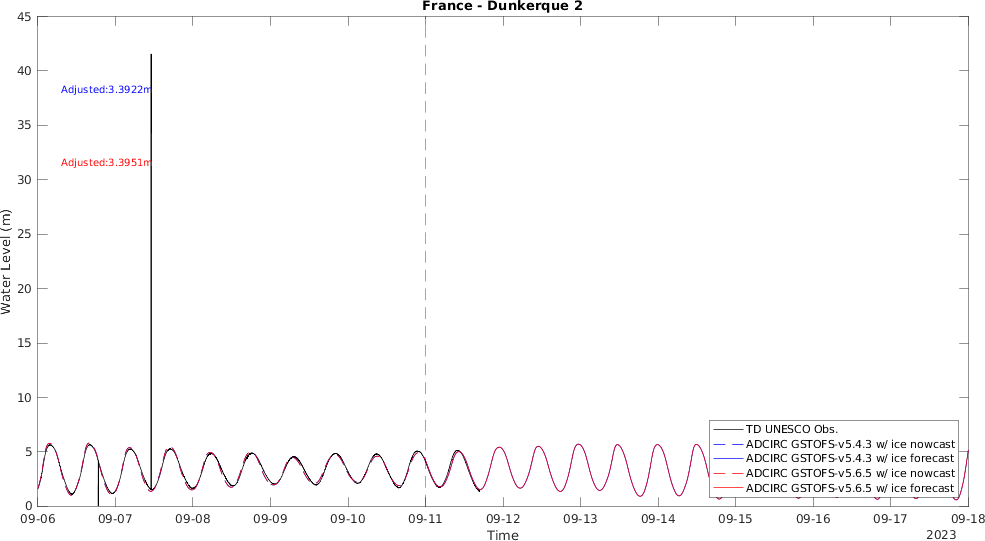 France - Dunkerque 2
45
40
35
30
25
20
15
10
5
0
Water Level (m)
Adjusted:3.3922m
Adjusted:3.3951m
TD UNESCO Obs.
ADCIRC GSTOFS-v5.4.3 w/ ice nowcast
ADCIRC GSTOFS-v5.4.3 w/ ice forecast
ADCIRC GSTOFS-v5.6.5 w/ ice nowcast
ADCIRC GSTOFS-v5.6.5 w/ ice forecast
09-06 09-07 09-08 09-09 09-10 09-11 09-12 09-13 09-14 09-15 09-16 09-17 09-18
Time
2023